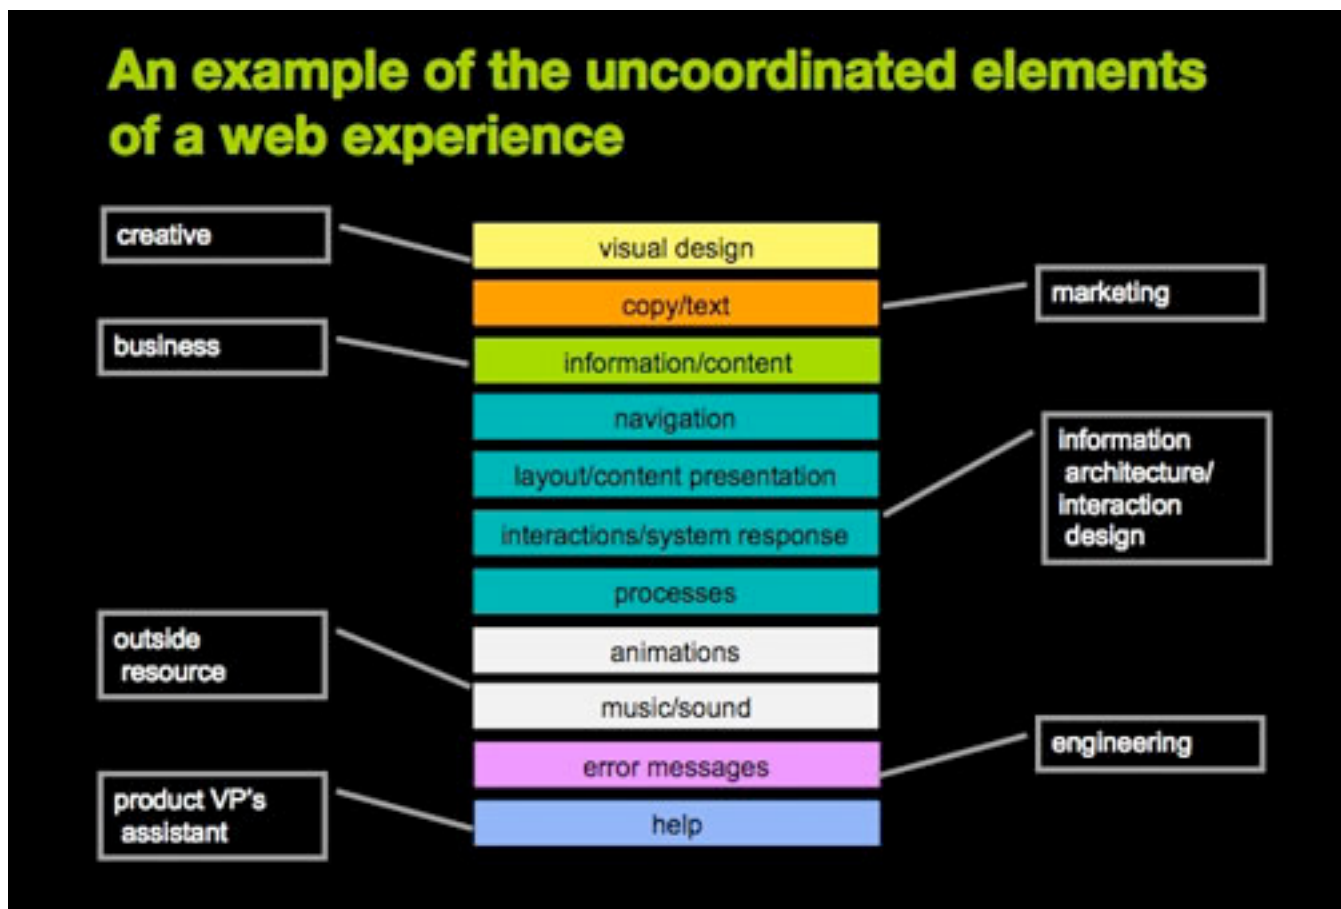 An example of the uncoordinated elements
of a web experience
creative
visual design
copy/text
marketing
business
information/content
navigation
layout/content presentation
interactions/system response
information
architecture/
interaction
design
processes
outside
resource
animations
music/sound
error messages
engineering
product VP's
assistant
help